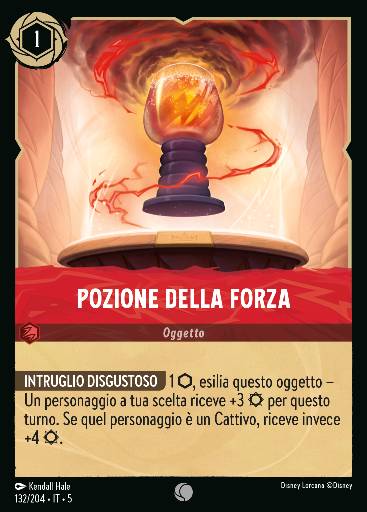 1
POZIONE DELLA FORZA
Oggetto
INTRUGLIO DISGUSTOSO 1 ⬡, esilia questo oggetto –
Un personaggio a tua scelta riceve +3 ¤ per questo
turno. Se quel personaggio è un Cattivo, riceve invece
+4 ¤.
Kendall Hale
Disney Lorcana ©Disney
132/204 • IT • 5